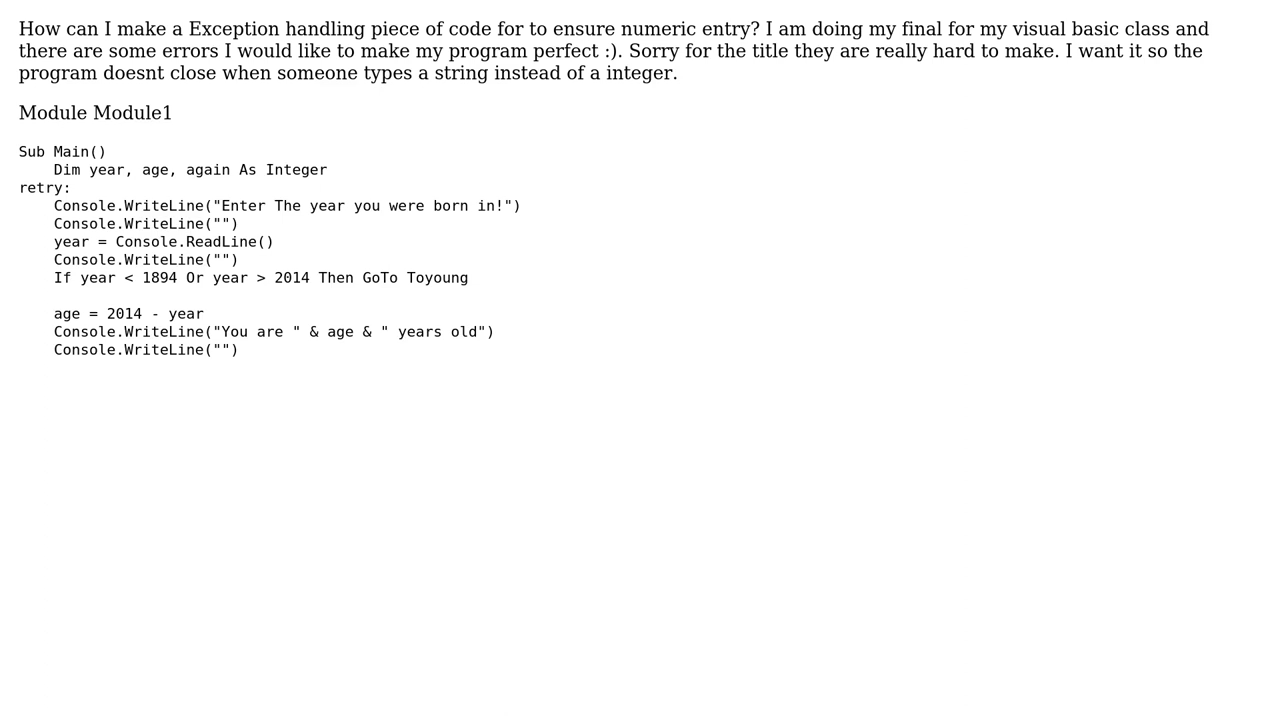 How can I make a Exception handling piece of code for to ensure numeric entry? I am doing my final for my visual basic class and
there are some errors I would like to make my program perfect :). Sorry for the title they are really hard to make. I want it so the
program doesnt close when someone types a string instead of a integer.
Module Module1
Sub Main()
    Dim year, age, again As Integer
retry:
    Console.WriteLine("Enter The year you were born in!")
    Console.WriteLine("")
    year = Console.ReadLine()
    Console.WriteLine("")
    If year < 1894 Or year > 2014 Then GoTo Toyoung
    age = 2014 - year
    Console.WriteLine("You are " & age & " years old")
    Console.WriteLine("")